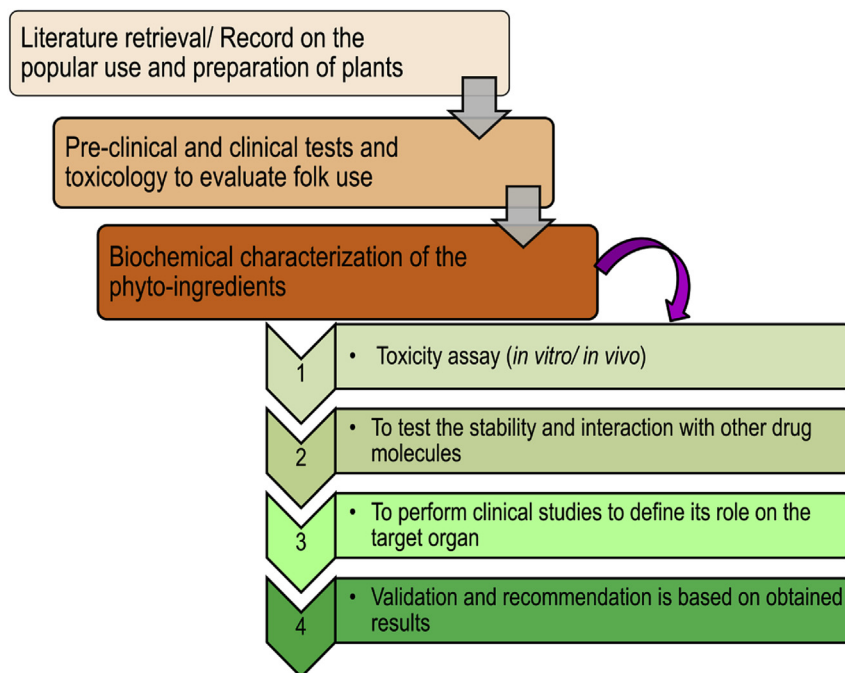 Literature retrieval/ Record on the
popular use and preparation of plants
Pre-clinical and clinical tests and
toxicology to evaluate folk use
Biochemical characterization of the
phyto-ingredients
1
• Toxicity assay (in vitro/ in vivo)
2
• To test the stability and interaction with other drug
molecules
3
• To perform clinical studies to define its role on the
target organ
4
• Validation and recommendation is based on obtained
results